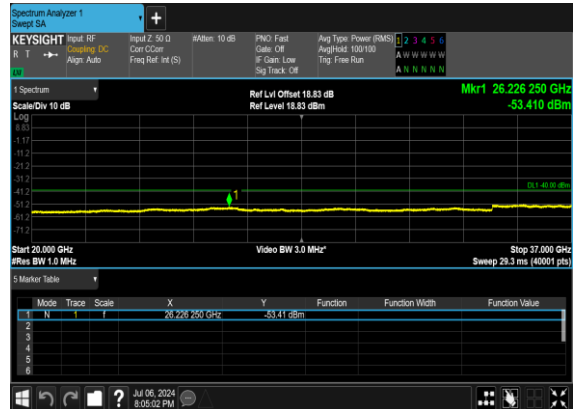 Spectrum Analyzer 1
Swept SA
KEYSIGHT
R T
Input: RF
Coupling: DC
Align: Auto
Input Z: 50 Ω
Corr CCorr
Freq Ref: Int (S)
#Atten: 10 dB
PNO: Fast
Gate: Off
IF Gain: Low
Sig Track: Off
Avg Type: Power (RMS)
Avg|Hold: 100/100
Trig: Free Run
1 2 3 4 5 6
A W W W W W
A N N N N N
1 Spectrum
Scale/Div 10 dB
Ref Lvl Offset 18.83 dB
Ref Level 18.83 dBm
Mkr1 26.226 250 GHz
-53.410 dBm
Log
8.83
-1.17
-11.2
-21.2
-31.2
-41.2
-51.2
-61.2
-71.2
1
DL1 -40.00 dBm
Start 20.000 GHz
#Res BW 1.0 MHz
Video BW 3.0 MHz*
Stop 37.000 GHz
Sweep 29.3 ms (40001 pts)
5 Marker Table
Mode Trace Scale X Y Function Function Width Function Value
1 N 1 f 26.226 250 GHz -53.41 dBm
2
3
4
5
6
Jul 06, 2024
8:05:02 PM